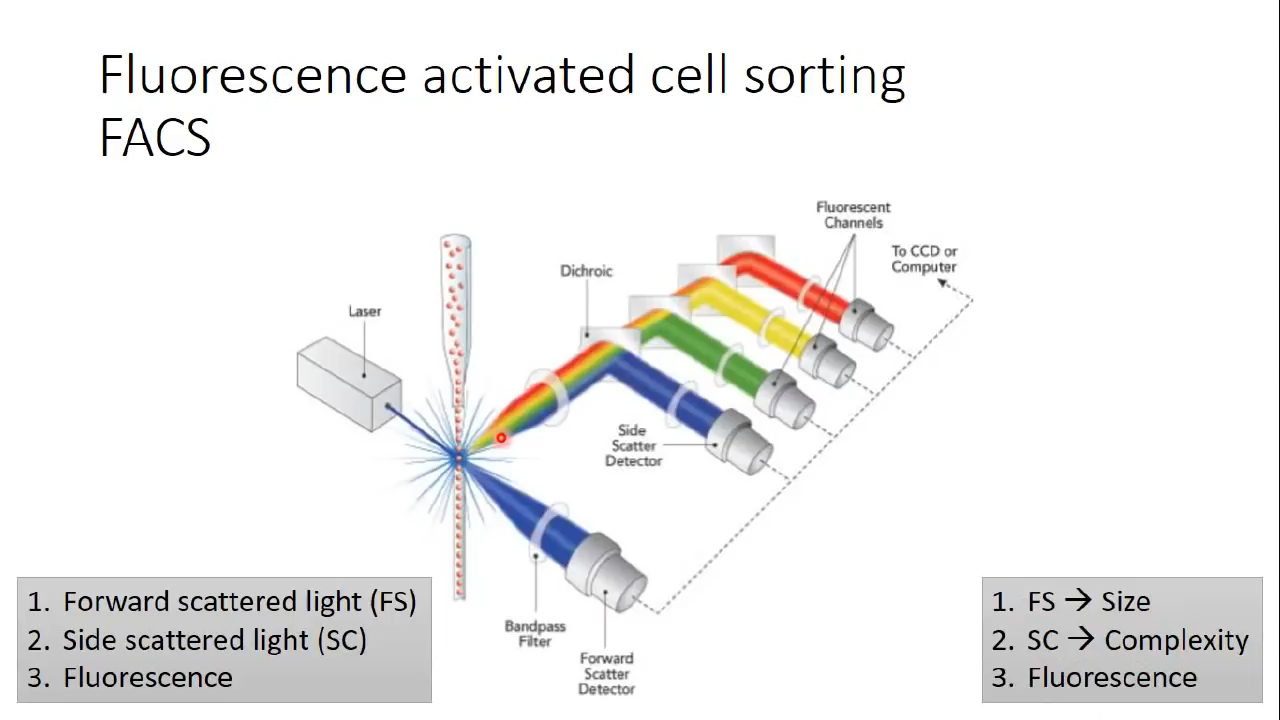 Fluorescence activated cell sorting
FACS
Fluorescent
Channels
To CCD or
Computer
Dichroic
Laser
Side
Scatter
Detector
Bandpass
Filter
Forward
Scatter
Detector
1. Forward scattered light (FS)
2. Side scattered light (SC)
3. Fluorescence
1. FS → Size
2. SC → Complexity
3. Fluorescence